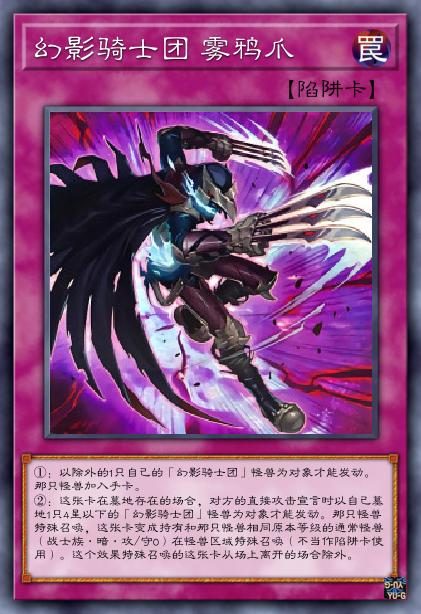 幻影骑士团 雾鸦爪
罠
【陷阱卡】
①：以除外的1只自己的「幻影骑士团」怪兽为对象才能发动。
那只怪兽加入手卡。
②：这张卡在墓地存在的场合，对方的直接攻击宣言时以自己墓
地1只4星以下的「幻影骑士团」怪兽为对象才能发动。那只怪兽
特殊召唤，这张卡变成持有和那只怪兽相同原本等级的通常怪兽
（战士族·暗·攻/守0）在怪兽区域特殊召唤（不当作陷阱卡使
用）。这个效果特殊召唤的这张卡从场上离开的场合除外。